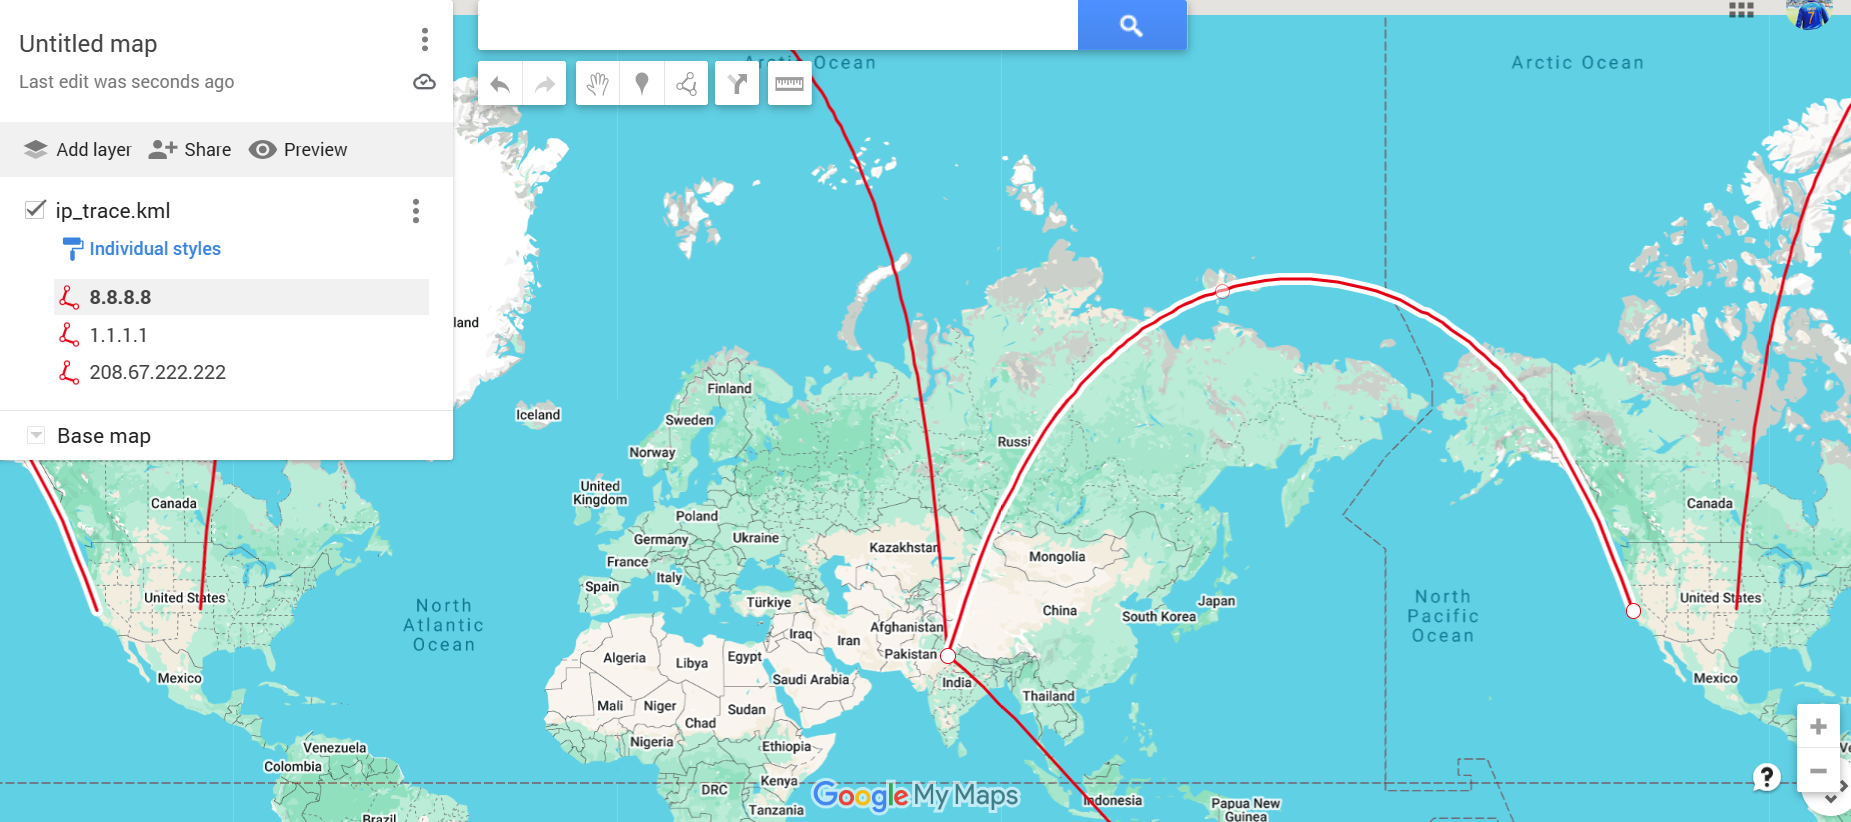 Untitled map
Last edit was seconds ago
Add layer
Share
Preview
ip_trace.kml
Individual styles
8.8.8.8
1.1.1.1
208.67.222.222
Base map
Arctic Ocean
Arctic Ocean
land
Iceland
Finland
Sweden
Norway
Russi
United
Kingdom
Poland
Germany
Ukraine
France
Italy
Spain
Türkiye
Kazakhstan
Mongolia
Canada
Canada
United States
United States
North
Atlantic
Ocean
North
Pacific
Ocean
China
Japan
South Korea
Iraq
Iran
Afghanistan
Pakistan
India
Algeria
Libya
Egypt
Saudi Arabia
Mexico
Mexico
Mali
Niger
Sudan
Chad
Thailand
Nigeria
Ethiopia
Venezuela
Colombia
Kenya
DRC
Tanzania
Brazil
Google My Maps
Indonesia
Papua New
Guinea
Ve
7
?